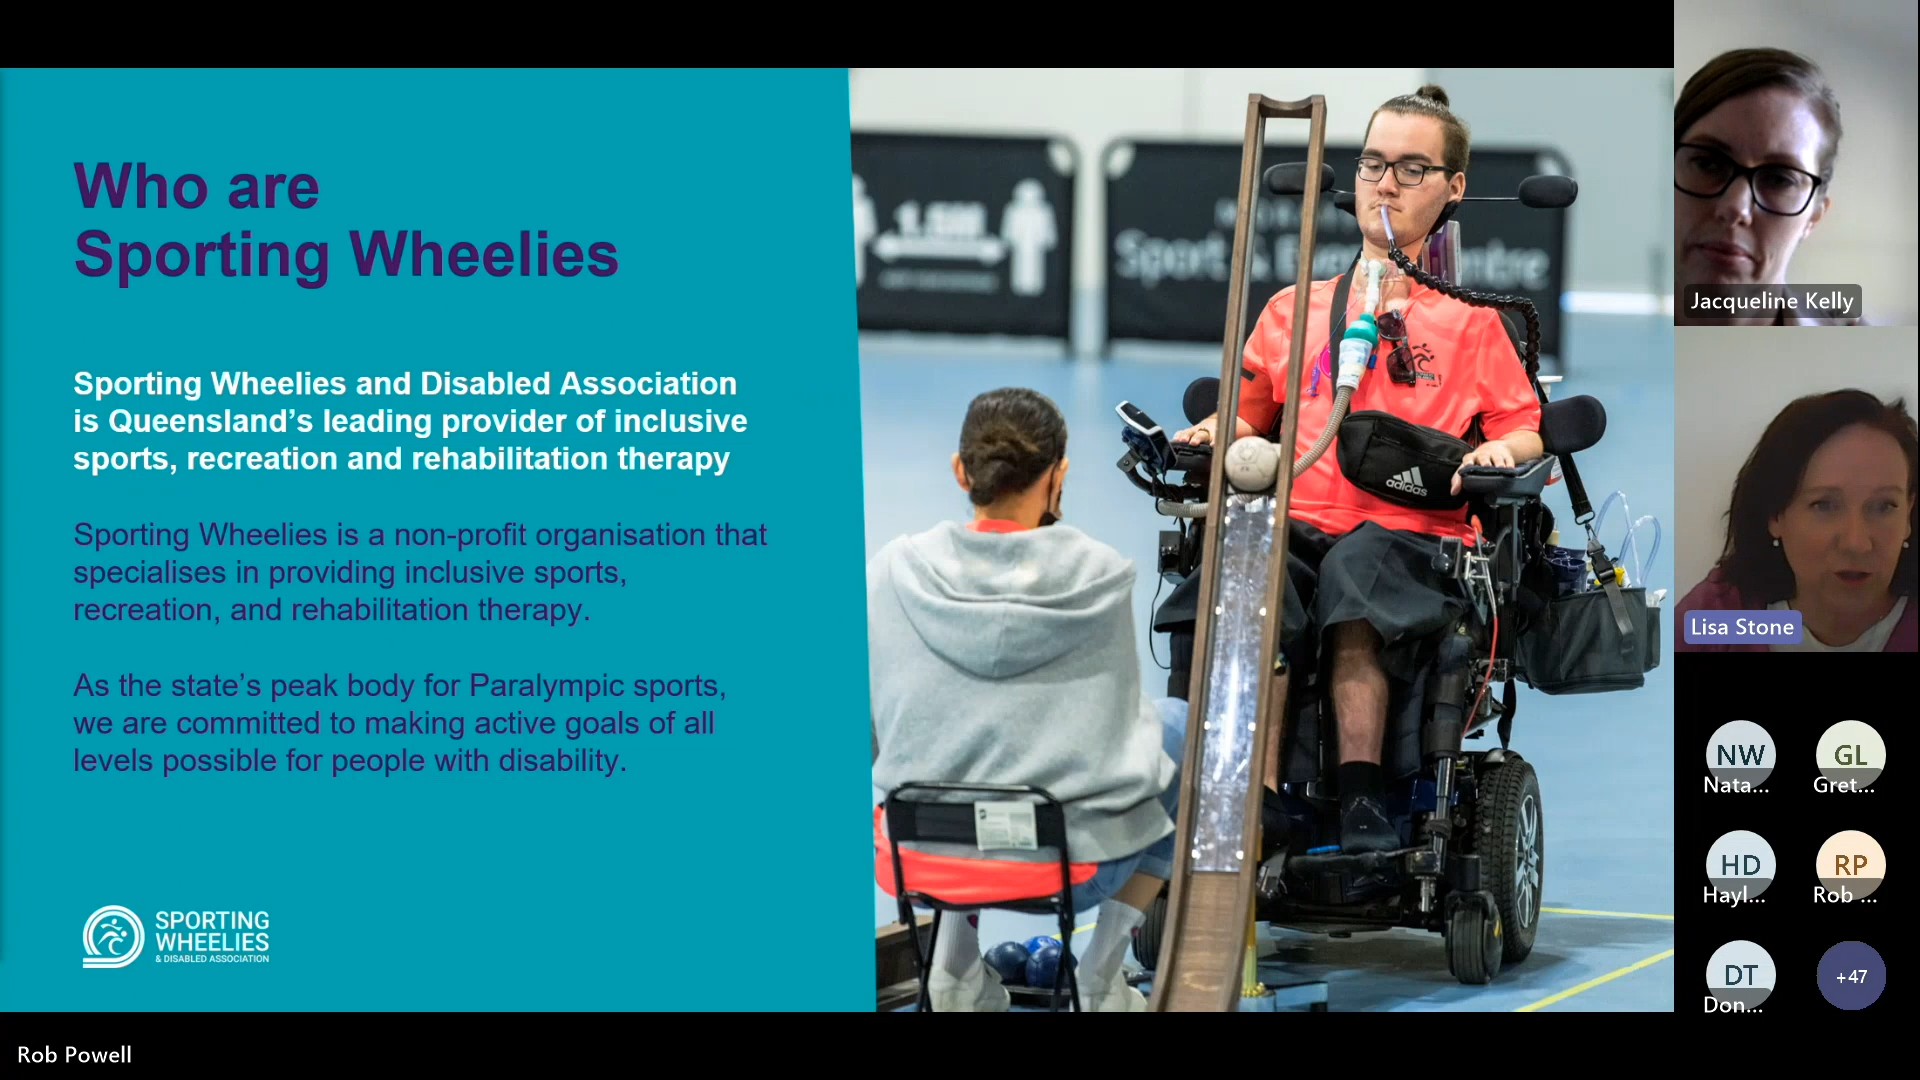 Who are
Sporting Wheelies
Sporting Wheelies and Disabled Association
is Queensland’s leading provider of inclusive
sports, recreation and rehabilitation therapy
Sporting Wheelies is a non-profit organisation that
specialises in providing inclusive sports,
recreation, and rehabilitation therapy.
As the state’s peak body for Paralympic sports,
we are committed to making active goals of all
levels possible for people with disability.
SPORTING
WHEELIES
& DISABLED ASSOCIATION
1.5M
Sport &
adidas
Jacqueline Kelly
Lisa Stone
NW
Nata...
GL
Gret...
HD
Hayl...
RP
Rob ...
DT
Don...
+47
Rob Powell